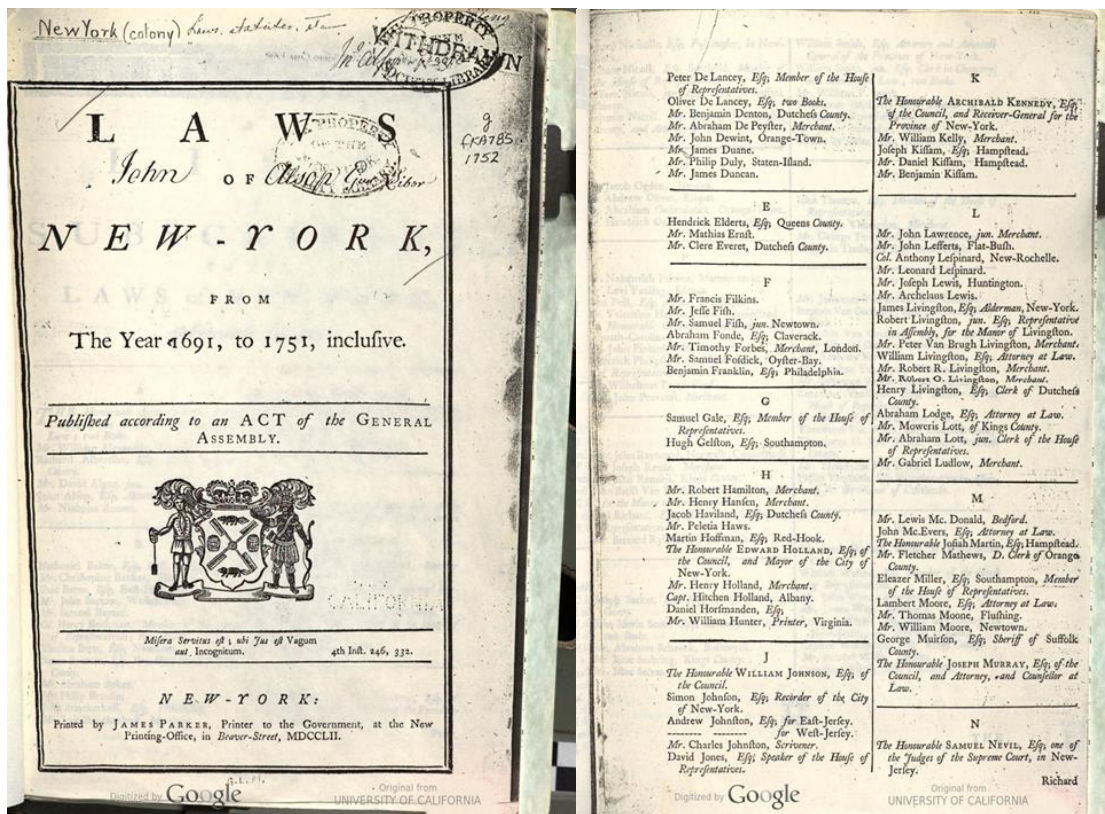 New York (colony) Laws, statutes, etc.
PROPERTY
WITHDRAWN
LIBRARY
LAWS
John OF Alsop
g
fKA785
1752
PROPERTY
OF THE
NEW-YORK,
FROM
The Year 1691, to 1751, incluſive.
Publiſhed according to an ACT of the GENERAL
ASSEMBLY.
CALIFORNIA
Miſera Servitus eſt; ubi Jus eſt Vagum
aut Incognitum. 4th Inſt. 246, 332.
NEW-YORK:
Printed by JAMES PARKER, Printer to the Government, at the New
Printing-Office, in Beaver-Street, MDCCLII.
Digitized by Google
Original from
UNIVERSITY OF CALIFORNIA
Peter De Lancey, Eſq; Member of the Houſe
of Repreſentatives.
Oliver De Lancey, Eſq; two Books.
Mr. Benjamin Denton, Dutcheſs County.
Mr. Abraham De Peyſter, Merchant.
Mr. John Dewint, Orange-Town.
Mr. James Duane.
Mr. Philip Duly, Staten-Iſland.
Mr. James Duncan.
E
Hendrick Elderts, Eſq; Queens County.
Mr. Mathias Ernſt.
Mr. Clere Everet, Dutcheſs County.
F
Mr. Francis Filkins.
Mr. Jeſſe Fiſh.
Mr. Samuel Fiſh, jun. Newtown.
Abraham Fonde, Eſq; Claverack.
Mr. Timothy Forbes, Merchant, London.
Mr. Samuel Foſdick, Oyſter-Bay.
Benjamin Franklin, Eſq; Philadelphia.
G
Samuel Gale, Eſq; Member of the Houſe of
Repreſentatives.
Hugh Gelſton, Eſq; Southampton.
H
Mr. Robert Hamilton, Merchant.
Mr. Henry Hanſen, Merchant.
Jacob Haviland, Eſq; Dutcheſs County.
Mr. Peletia Haws.
Martin Hoffman, Eſq; Red-Hook.
The Honourable EDWARD HOLLAND, Eſq; of
the Council, and Mayor of the City of
New-York.
Mr. Henry Holland, Merchant.
Capt. Hitchen Holland, Albany.
Daniel Horſmanden, Eſq;
Mr. William Hunter, Printer, Virginia.
J
The Honourable WILLIAM JOHNSON, Eſq; of
the Council.
Simon Johnſon, Eſq; Recorder of the City
of New-York.
Andrew Johnſton, Eſq; for Eaſt-Jerſey.
-------- -------- for Weſt-Jerſey.
Mr. Charles Johnſton, Scrivener.
David Jones, Eſq; Speaker of the Houſe of
Repreſentatives.
K
The Honourable ARCHIBALD KENNEDY, Eſq;
of the Council, and Receiver-General for the
Province of New-York.
Mr. William Kelly, Merchant.
Joſeph Kiſſam, Eſq; Hampſtead.
Mr. Daniel Kiſſam, Hampſtead.
Mr. Benjamin Kiſſam.
L
Mr. John Lawrence, jun. Merchant.
Mr. John Lefferts, Flat-Buſh.
Col. Anthony Leſpinard, New-Rochelle.
Mr. Leonard Leſpinard.
Mr. Joſeph Lewis, Huntington.
Mr. Archelaus Lewis.
James Livingſton, Eſq; Alderman, New-York.
Robert Livingſton, jun. Eſq; Repreſentative
in Aſſembly, for the Manor of Livingſton.
Mr. Peter Van Brugh Livingſton, Merchant.
William Livingſton, Eſq; Attorney at Law.
Mr. Robert R. Livingſton, Merchant.
Mr. Robert G. Livingſton, Merchant.
Henry Livingſton, Eſq; Clerk of Dutcheſs
County.
Abraham Lodge, Eſq; Attorney at Law.
Mr. Moweris Lott, of Kings County.
Mr. Abraham Lott, jun. Clerk of the Houſe
of Repreſentatives.
Mr. Gabriel Ludlow, Merchant.
M
Mr. Lewis Mc. Donald, Bedford.
John Mc.Evers, Eſq; Attorney at Law.
The Honourable Joſiah Martin, Eſq; Hampſtead.
Mr. Fletcher Mathews, D. Clerk of Orange
County.
Eleazer Miller, Eſq; Southampton, Member
of the Houſe of Repreſentatives.
Lambert Moore, Eſq; Attorney at Law.
Mr. Thomas Moone, Fluſhing.
Mr. William Moore, Newtown.
George Muirſon, Eſq; Sheriff of Suffolk
County.
The Honourable JOSEPH MURRAY, Eſq; of the
Council, and Attorney, and Counſellor at
Law.
N
The Honourable SAMUEL NEVIL, Eſq; one of
the Judges of the Supreme Court, in New-
Jerſey.
Richard
Digitized by Google
Original from
UNIVERSITY OF CALIFORNIA